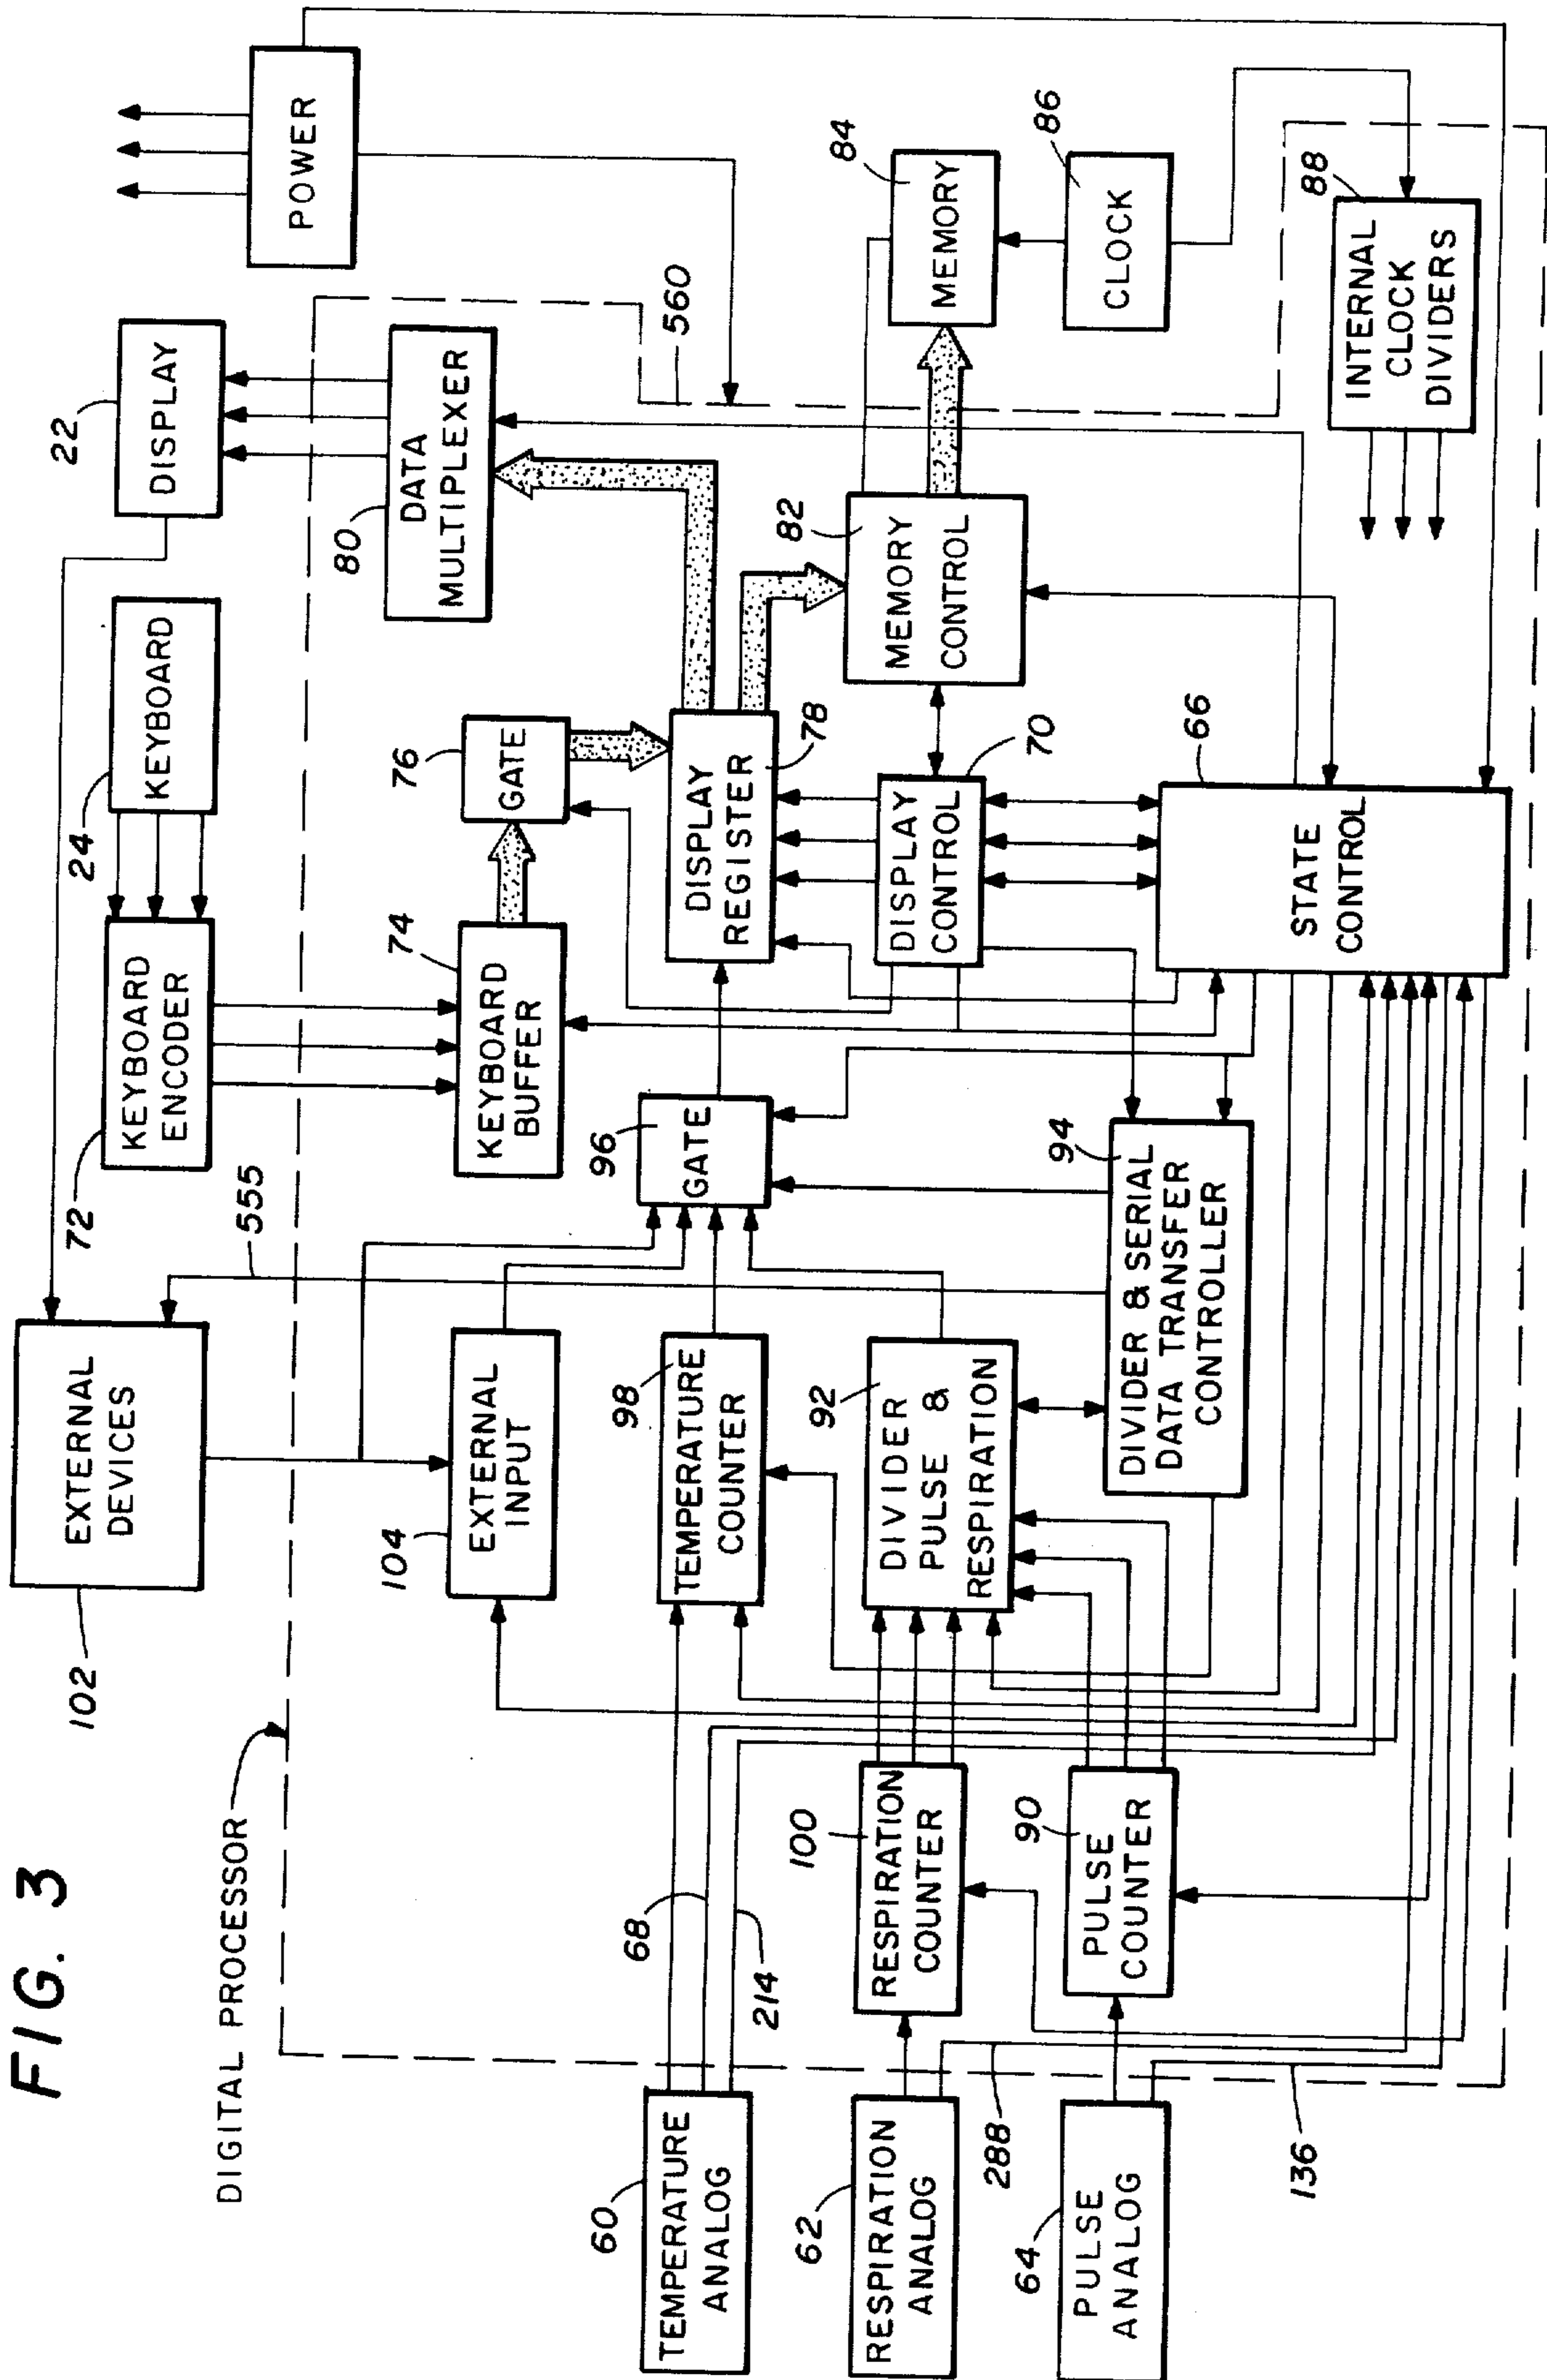 FIG. 3
DIGITAL PROCESSOR
102
EXTERNAL
DEVICES
555
72
KEYBOARD
ENCODER
24
KEYBOARD
22
DISPLAY
POWER
104
EXTERNAL
INPUT
74
KEYBOARD
BUFFER
76
GATE
80
DATA
MULTIPLEXER
560
60
TEMPERATURE
ANALOG
68
214
98
TEMPERATURE
COUNTER
96
GATE
DISPLAY
REGISTER
78
62
RESPIRATION
ANALOG
288
100
RESPIRATION
COUNTER
92
DIVIDER
PULSE &
RESPIRATION
DISPLAY
CONTROL
70
82
MEMORY
CONTROL
84
MEMORY
86
CLOCK
64
PULSE
ANALOG
136
90
PULSE
COUNTER
94
DIVIDER & SERIAL
DATA TRANSFER
CONTROLLER
66
STATE
CONTROL
88
INTERNAL
CLOCK
DIVIDERS